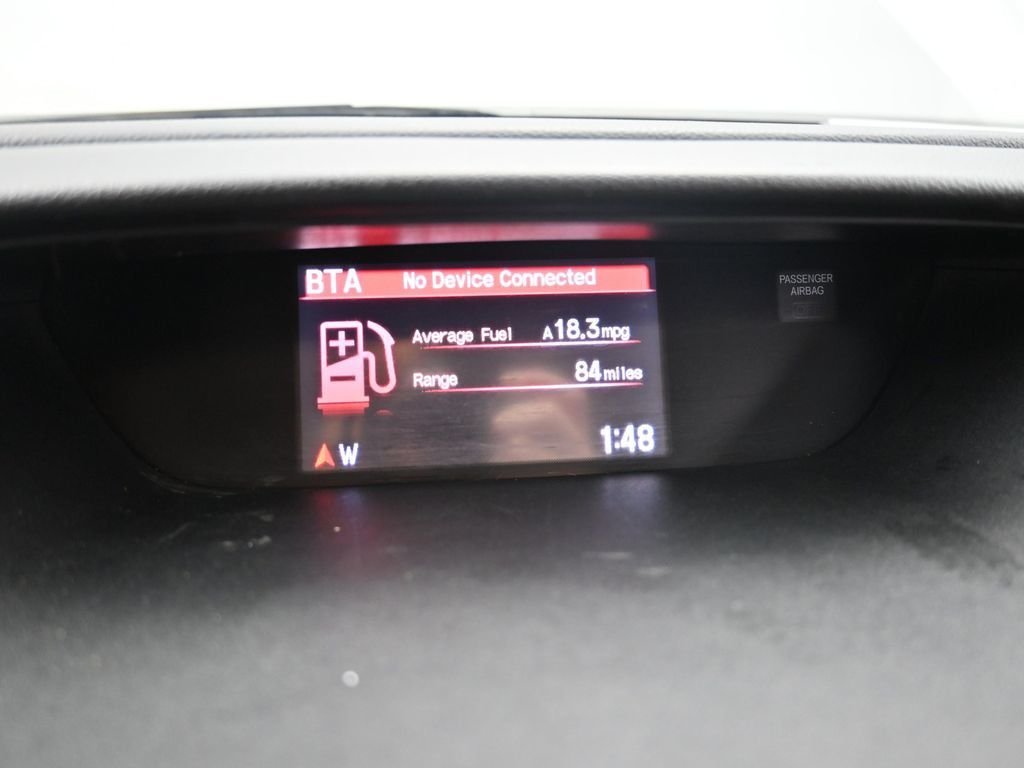 BTA No Device Connected
PASSENGER
AIRBAG
Average Fuel A18.3mpg
Range 84miles
W 1:48